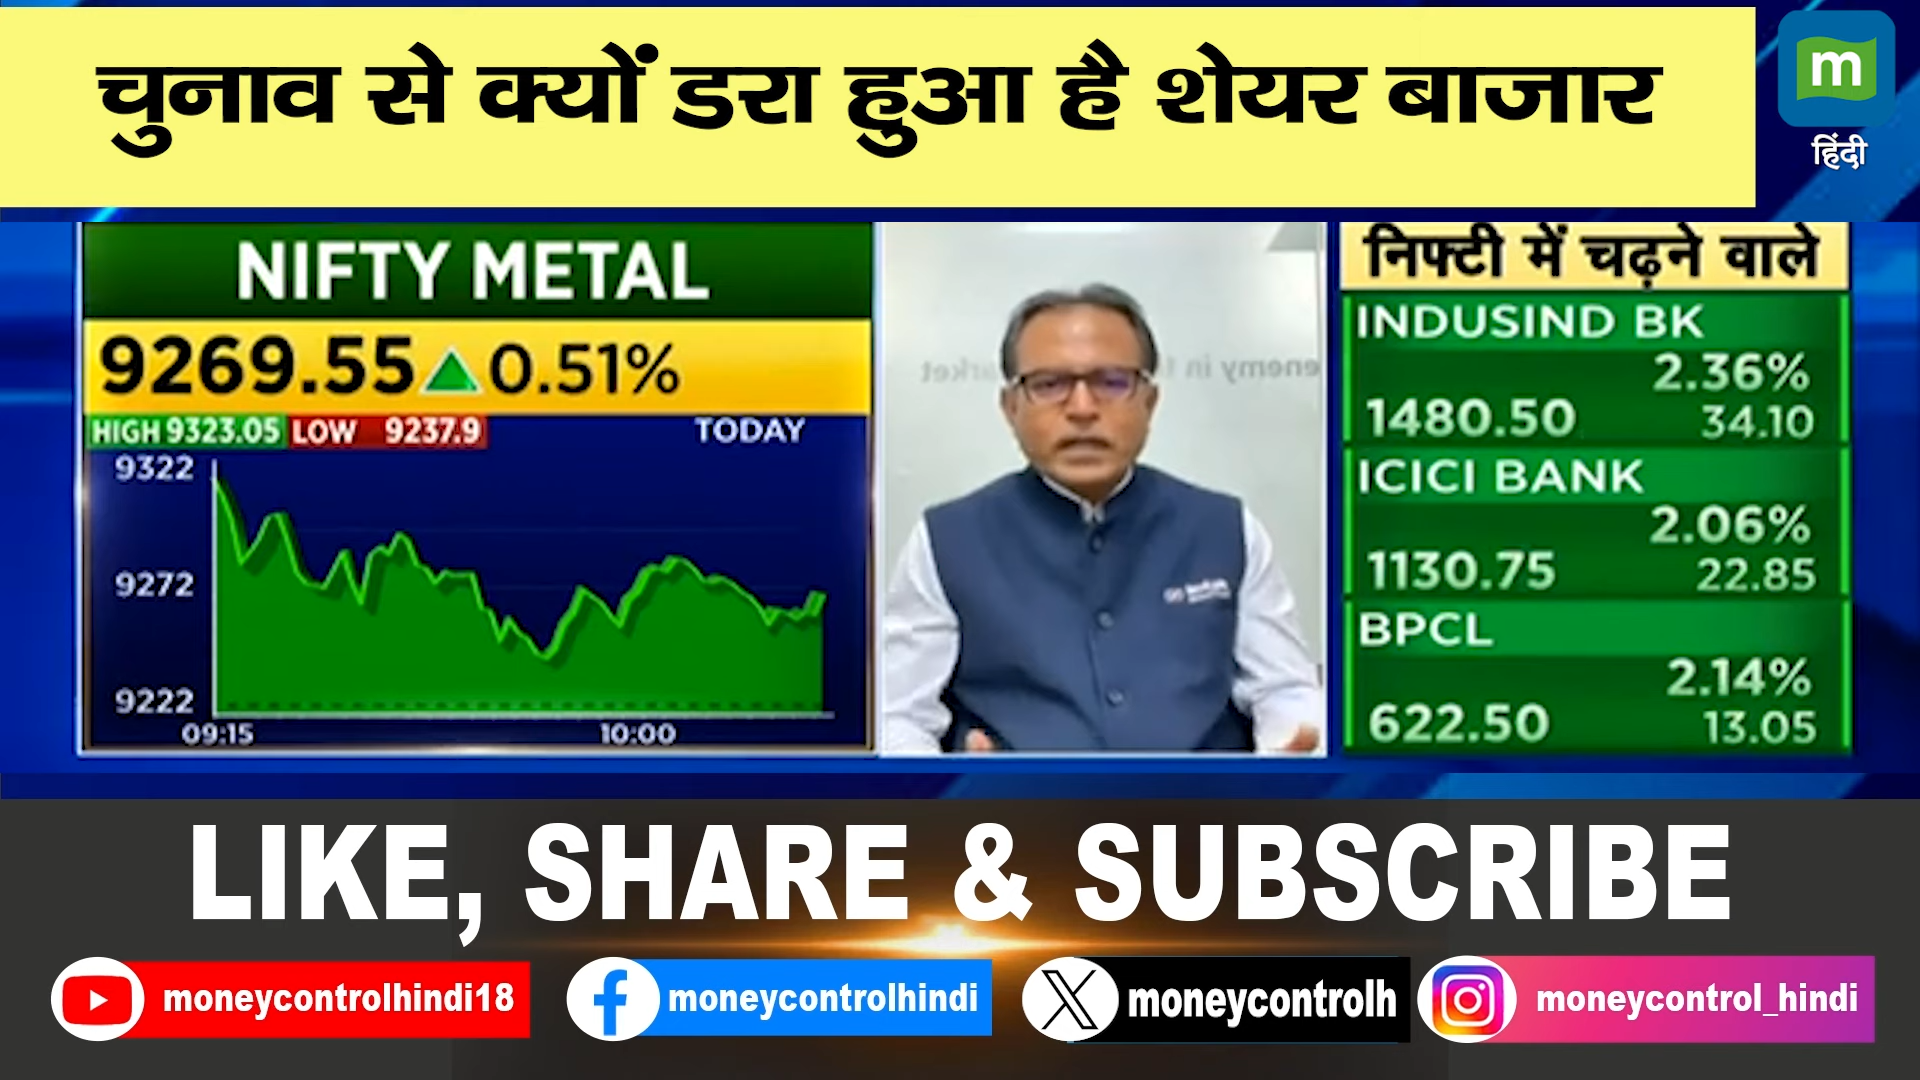 चुनाव से क्यों डरा हुआ है शेयर बाजार
m
हिंदी
NIFTY METAL
9269.55 ▲ 0.51%
HIGH 9323.05 LOW 9237.9 TODAY
9322
9272
9222
09:15 10:00
enemy in
निफ्टी में चढ़ने वाले
INDUSIND BK
2.36%
1480.50 34.10
ICICI BANK
2.06%
1130.75 22.85
BPCL
2.14%
622.50 13.05
LIKE, SHARE & SUBSCRIBE
moneycontrolhindi18
moneycontrolhindi
moneycontrolh
moneycontrol_hindi